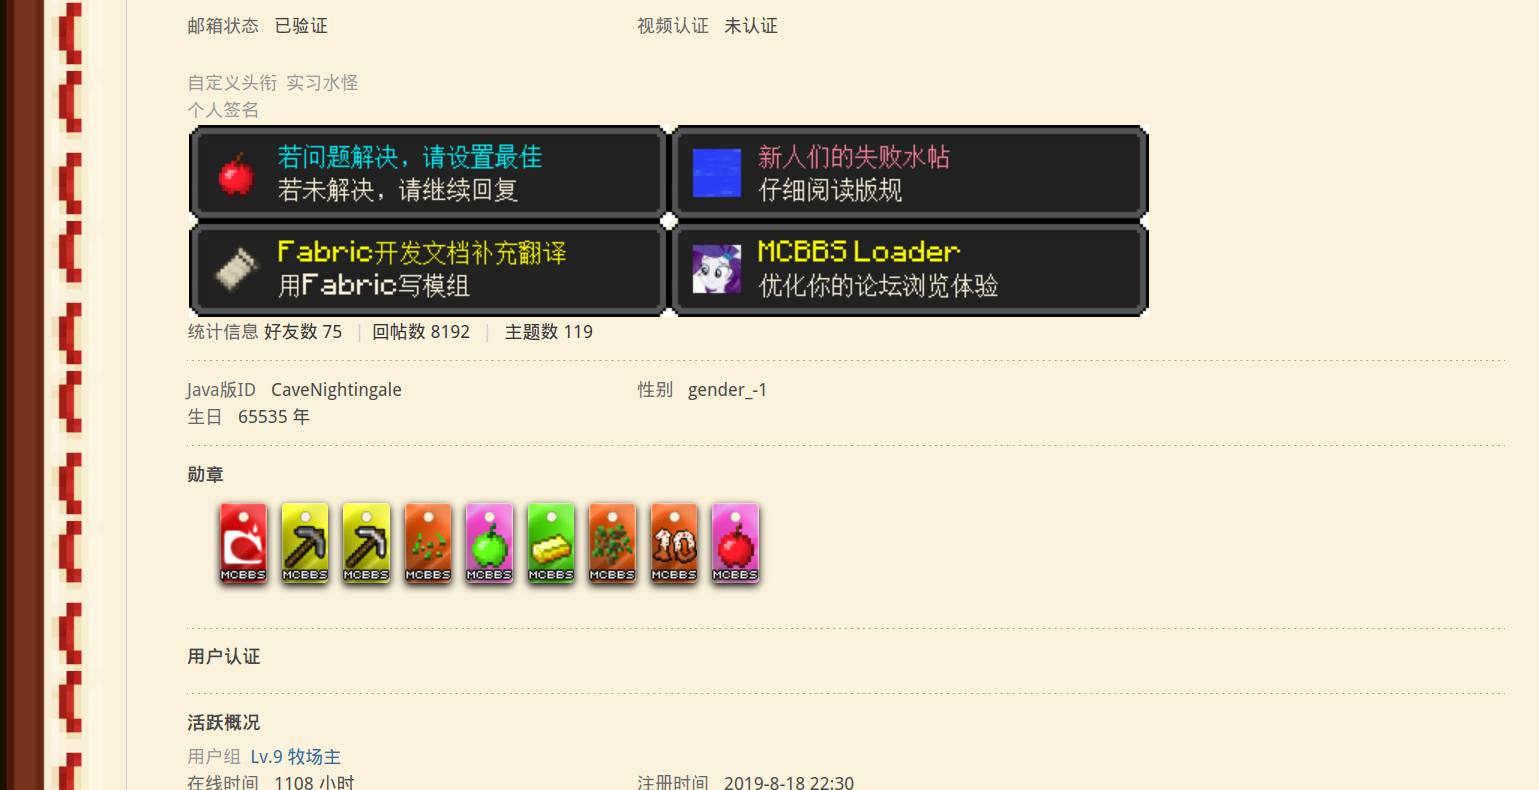 邮箱状态 已验证 视频认证 未认证
自定义头衔 实习水怪
个人签名
若问题解决，请设置最佳
若未解决，请继续回复
新人们的失败水帖
仔细阅读版规
Fabric开发文档补充翻译
用Fabric写模组
MCBBS Loader
优化你的论坛浏览体验
统计信息 好友数 75 | 回帖数 8192 | 主题数 119
Java版ID CaveNightingale 性别 gender_-1
生日 65535 年
勋章
MCBBS MCBBS MCBBS MCBBS MCBBS MCBBS MCBBS 10 MCBBS MCBBS
用户认证
活跃概况
用户组 Lv.9 牧场主
在线时间 1108 小时 注册时间 2019-8-18 22:30